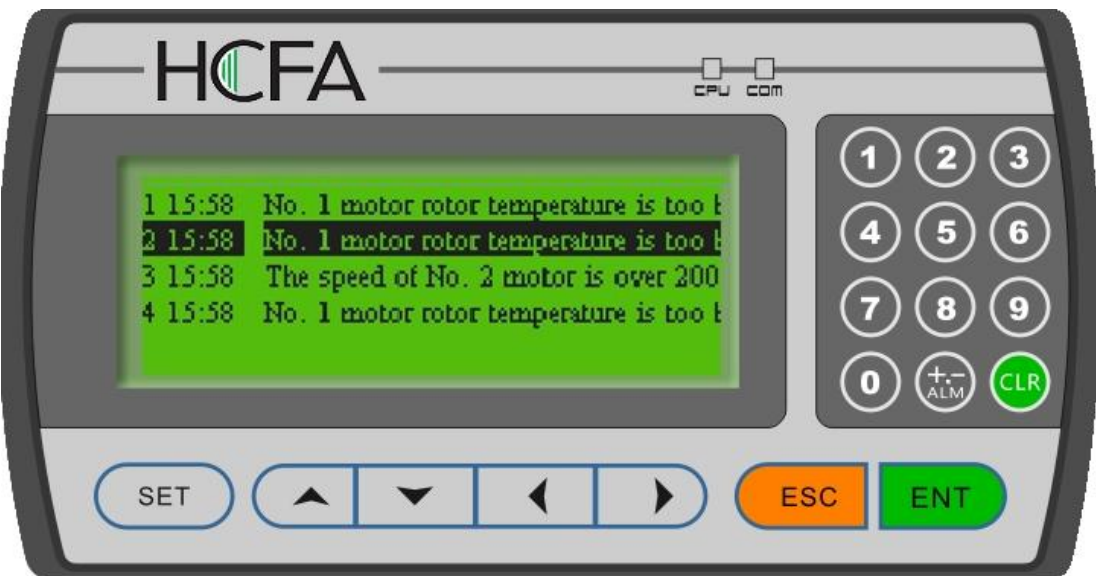 HCFA
CPU COM
1 15:58 No. 1 motor rotor temperature is too
2 15:58 No. 1 motor rotor temperature is too
3 15:58 The speed of No. 2 motor is over 200
4 15:58 No. 1 motor rotor temperature is too
1 2 3
4 5 6
7 8 9
0 +.- ALM CLR
SET ESC ENT